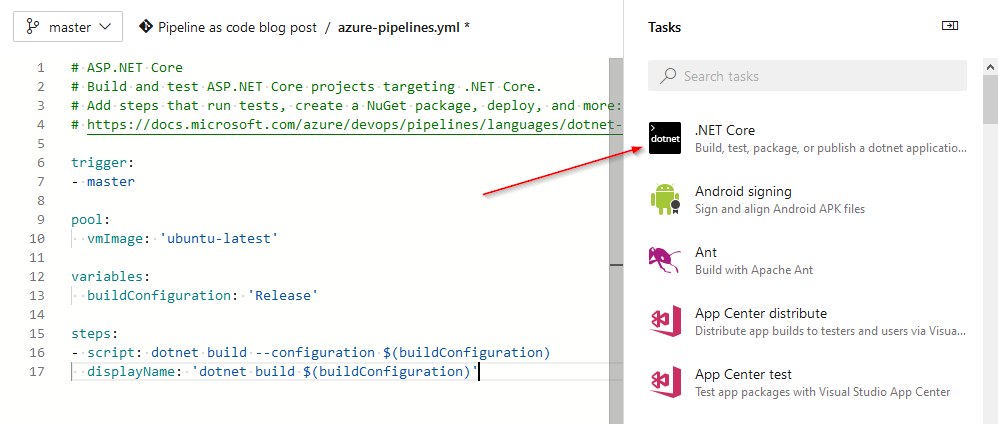 master
Pipeline as code blog post / azure-pipelines.yml *
1 # ASP.NET Core
2 # Build and test ASP.NET Core projects targeting .NET Core.
3 # Add steps that run tests, create a NuGet package, deploy, and more:
4 # https://docs.microsoft.com/azure/devops/pipelines/languages/dotnet-
5
6 trigger:
7 - master
8
9 pool:
10   vmImage: 'ubuntu-latest'
11
12 variables:
13   buildConfiguration: 'Release'
14
15 steps:
16 - script: dotnet build --configuration $(buildConfiguration)
17   displayName: 'dotnet build $(buildConfiguration)'
Tasks
Search tasks
dotnet
.NET Core
Build, test, package, or publish a dotnet applicatio...
Android signing
Sign and align Android APK files
Ant
Build with Apache Ant
App Center distribute
Distribute app builds to testers and users via Visua...
App Center test
Test app packages with Visual Studio App Center